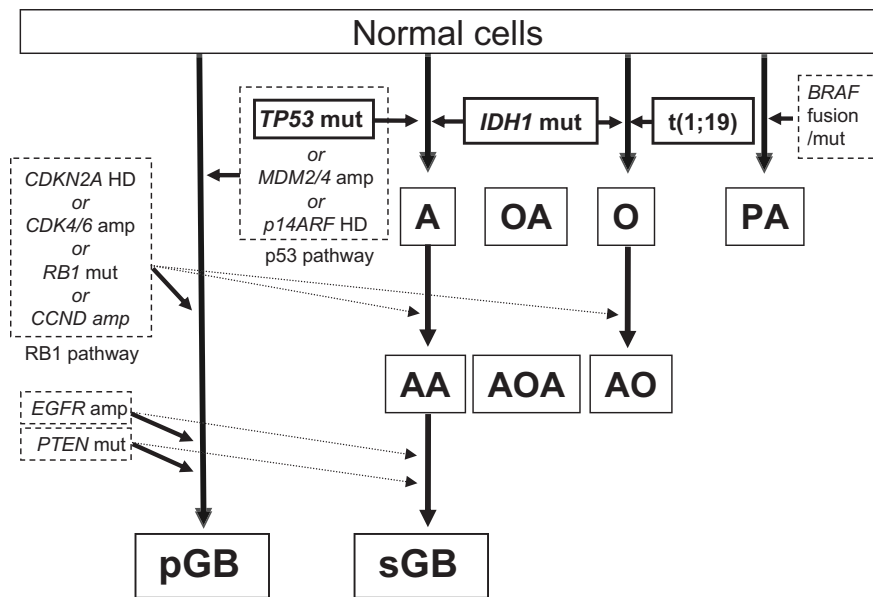 Normal cells
TP53 mut
or
MDM2/4 amp
or
p14ARF HD
p53 pathway
IDH1 mut
t(1;19)
BRAF
fusion
/mut
CDKN2A HD
or
CDK4/6 amp
or
RB1 mut
or
CCND amp
RB1 pathway
A
OA
O
PA
AA
AOA
AO
EGFR amp
PTEN mut
pGB
sGB